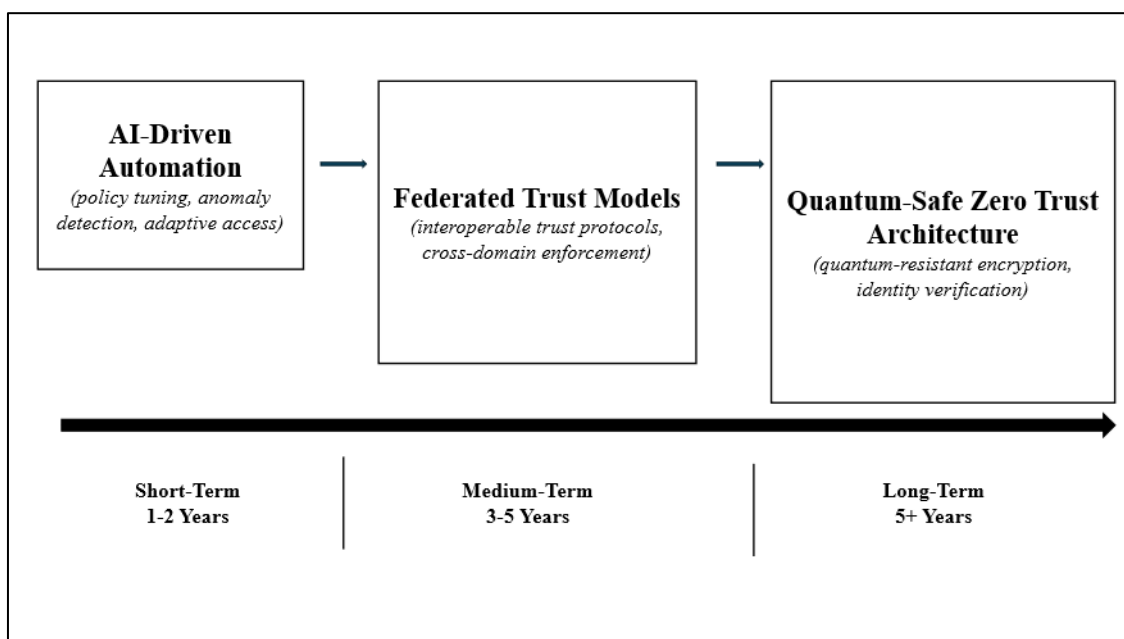 AI-Driven
Automation
(policy tuning, anomaly
detection, adaptive access)
Federated Trust Models
(interoperable trust protocols,
cross-domain enforcement)
Quantum-Safe Zero Trust
Architecture
(quantum-resistant encryption,
identity verification)
Short-Term
1-2 Years
Medium-Term
3-5 Years
Long-Term
5+ Years